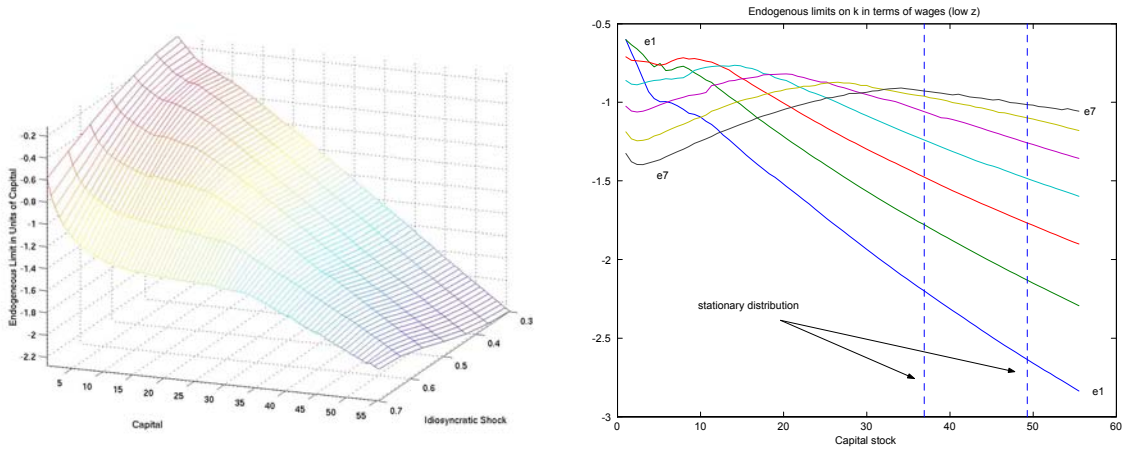 -0.2
-0.4
-0.6
-0.8
-1
-1.2
-1.4
-1.6
-1.8
-2
-2.2
Endogeneous Limit in Units of Capital
5 10 15 20 25 30 35 40 45 50 55
Capital
0.7 0.6 0.5 0.4 0.3
Idiosyncratic Shock
Endogenous limits on k in terms of wages (low z)
-0.5
-1
-1.5
-2
-2.5
-3
e1
e7
e7
stationary distribution
e1
0 10 20 30 40 50 60
Capital stock